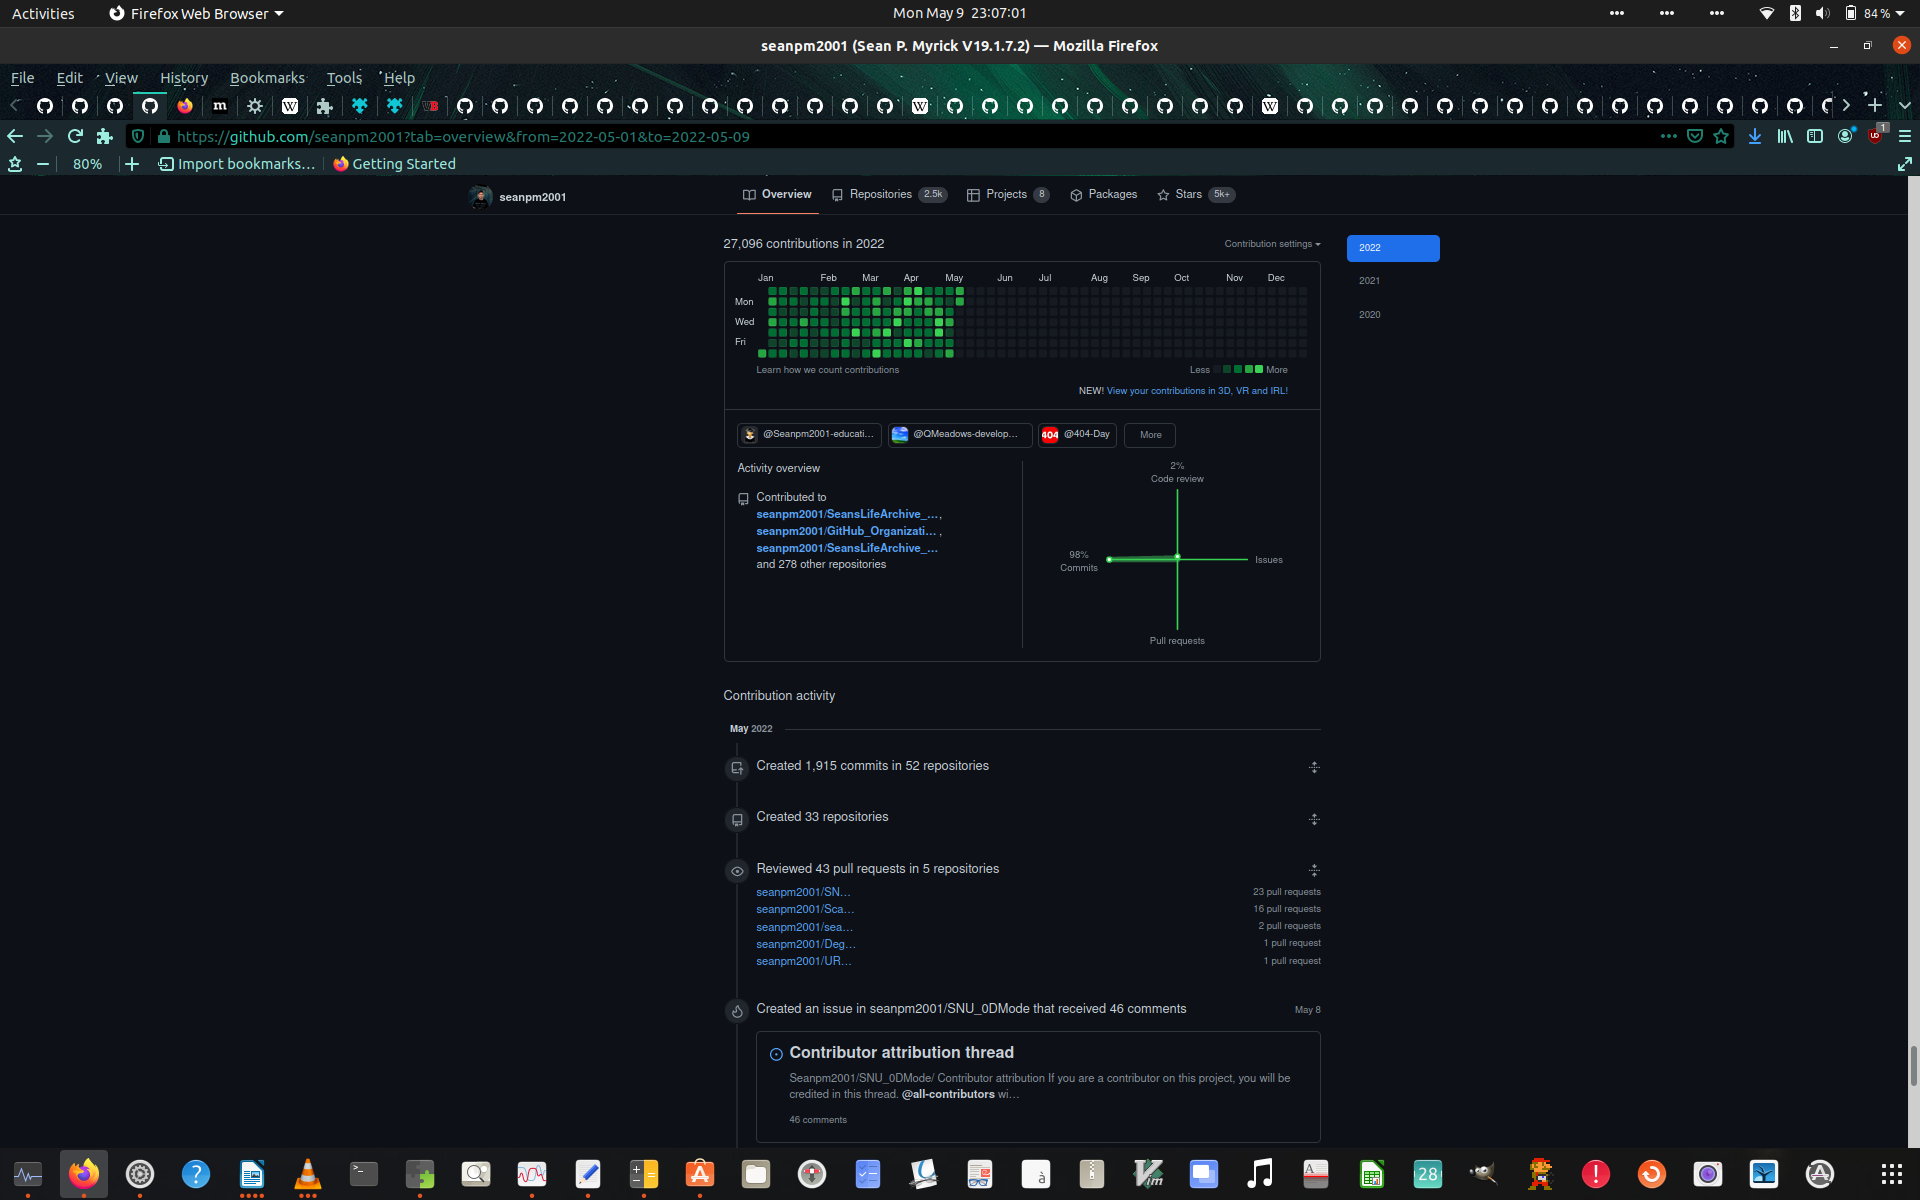 Activities
Firefox Web Browser
Mon May 9 23:07:01
84 %
seanpm2001 (Sean P. Myrick V19.1.7.2) — Mozilla Firefox
File Edit View History Bookmarks Tools Help
https://github.com/seanpm2001?tab=overview&from=2022-05-01&to=2022-05-09
1
80%
Import bookmarks...
Getting Started
seanpm2001
Overview
Repositories 2.5k
Projects 8
Packages
Stars 5k+
27,096 contributions in 2022
Contribution settings
2022
2021
2020
Jan Feb Mar Apr May Jun Jul Aug Sep Oct Nov Dec
Mon
Wed
Fri
Learn how we count contributions
Less More
NEW! View your contributions in 3D, VR and IRL!
@Seanpm2001-educati...
@QMeadows-develop...
404 @404-Day
More
Activity overview
Contributed to
seanpm2001/SeansLifeArchive_...,
seanpm2001/GitHub_Organizati... ,
seanpm2001/SeansLifeArchive_...
and 278 other repositories
2%
Code review
98%
Commits
Issues
Pull requests
Contribution activity
May 2022
Created 1,915 commits in 52 repositories
Created 33 repositories
Reviewed 43 pull requests in 5 repositories
seanpm2001/SN... 23 pull requests
seanpm2001/Sca... 16 pull requests
seanpm2001/sea... 2 pull requests
seanpm2001/Deg... 1 pull request
seanpm2001/UR... 1 pull request
Created an issue in seanpm2001/SNU_0DMode that received 46 comments
May 8
Contributor attribution thread
Seanpm2001/SNU_0DMode/ Contributor attribution If you are a contributor on this project, you will be
credited in this thread. @all-contributors wi...
46 comments
28